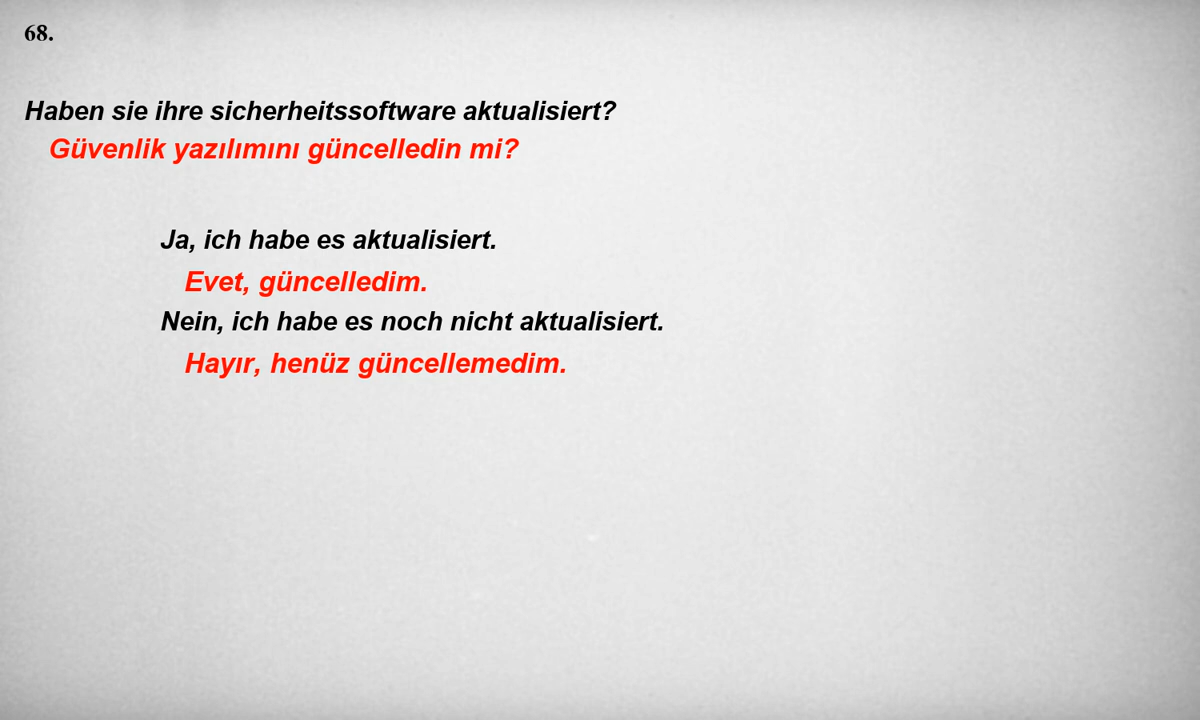 68.
Haben sie ihre sicherheitssoftware aktualisiert?
Güvenlik yazılımını güncelledin mi?
Ja, ich habe es aktualisiert.
Evet, güncelledim.
Nein, ich habe es noch nicht aktualisiert.
Hayır, henüz güncellemedim.